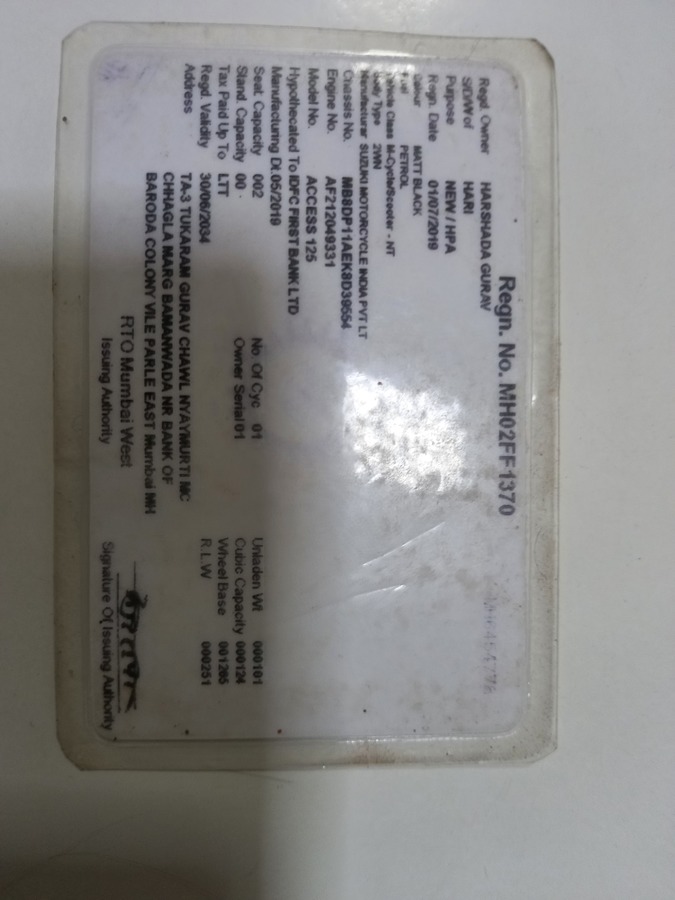 Regn. No. MH02FF1370
Regd. Owner HARSHADA GURAV
S/D/W of HARI
Purpose NEW / HPA
Regn. Date 01/07/2019
Colour MATT BLACK
Fuel PETROL
Vehicle Class M-Cycle/Scooter - NT
Body Type 2WN
Manufacturer SUZUKI MOTORCYCLE INDIA PVT LT
Chassis No. MB8DP11AEK8D39554
Engine No. AF212049331
Model No. ACCESS 125
Hypothecated To IDFC FIRST BANK LTD
Manufacturing Dt 05/2019
Seat. Capacity 002 No Of Cyc 01 Unladen Wt 000101
Stand. Capacity 00 Owner Serial 01 Cubic Capacity 000124
Tax Paid Up To LTT Wheel Base 001265
Regd. Validity 30/06/2034 R.L.W 000251
Address TA-3 TUKARAM GURAV CHAWL NYAYMURTI MC
CHHAGLA MARG BAMANWADA NR BANK OF
BARODA COLONY VILE PARLE EAST Mumbai MH
RTO Mumbai West
Issuing Authority Signature Of Issuing Authority